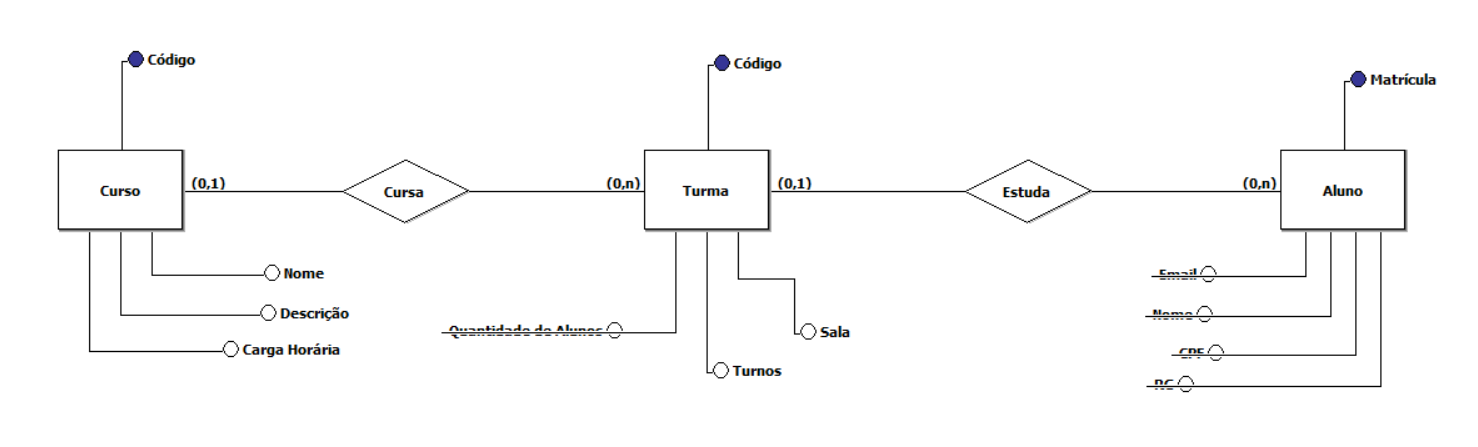 Código
Código
Matrícula
Curso
(0,1)
Cursa
(0,n)
Turma
(0,1)
Estuda
(0,n)
Aluno
Nome
Descrição
Carga Horária
Quantidade de Alunos
Sala
Turnos
Email
Nome
CPF
RG